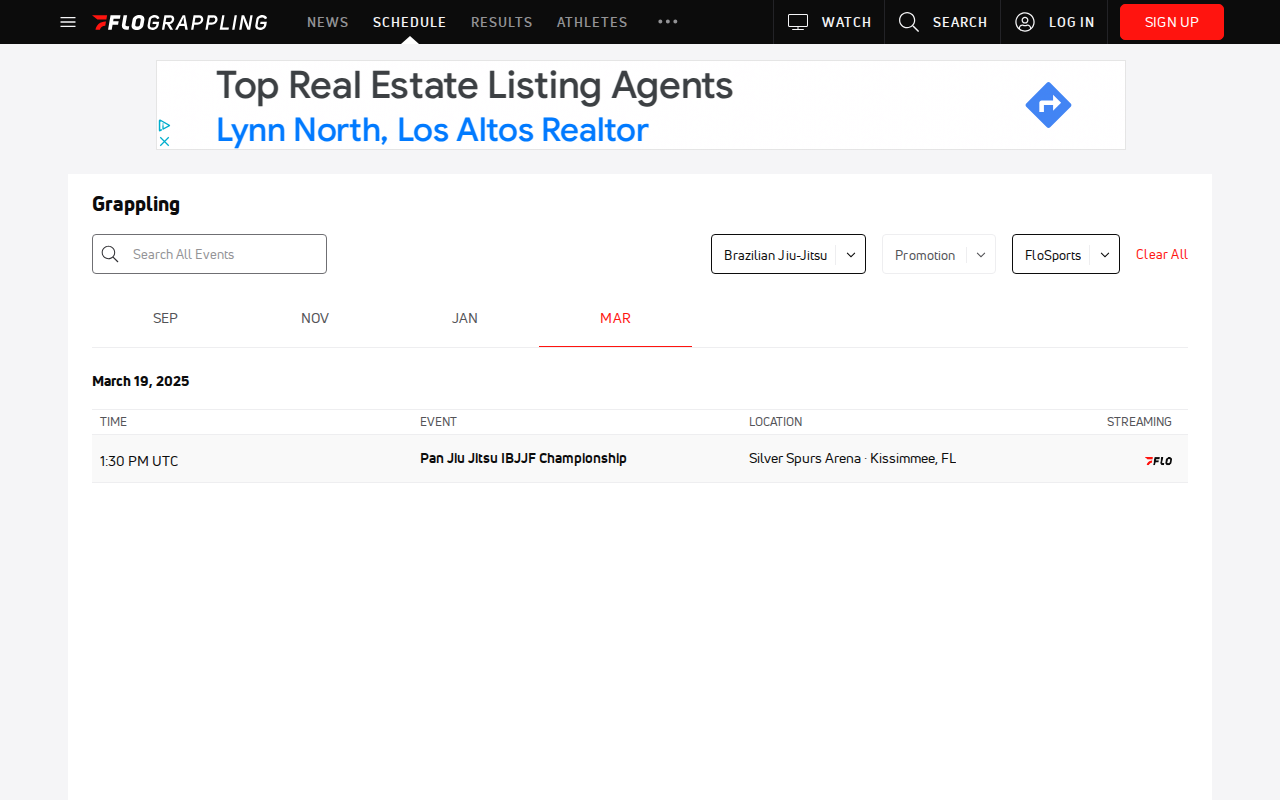 FLOGRAPPLING NEWS SCHEDULE RESULTS ATHLETES WATCH SEARCH LOG IN SIGN UP
Top Real Estate Listing Agents
Lynn North, Los Altos Realtor
Grappling
Search All Events Brazilian Jiu-Jitsu Promotion FloSports Clear All
SEP NOV JAN MAR
March 19, 2025
TIME EVENT LOCATION STREAMING
1:30 PM UTC Pan Jiu Jitsu IBJJF Championship Silver Spurs Arena · Kissimmee, FL FLO